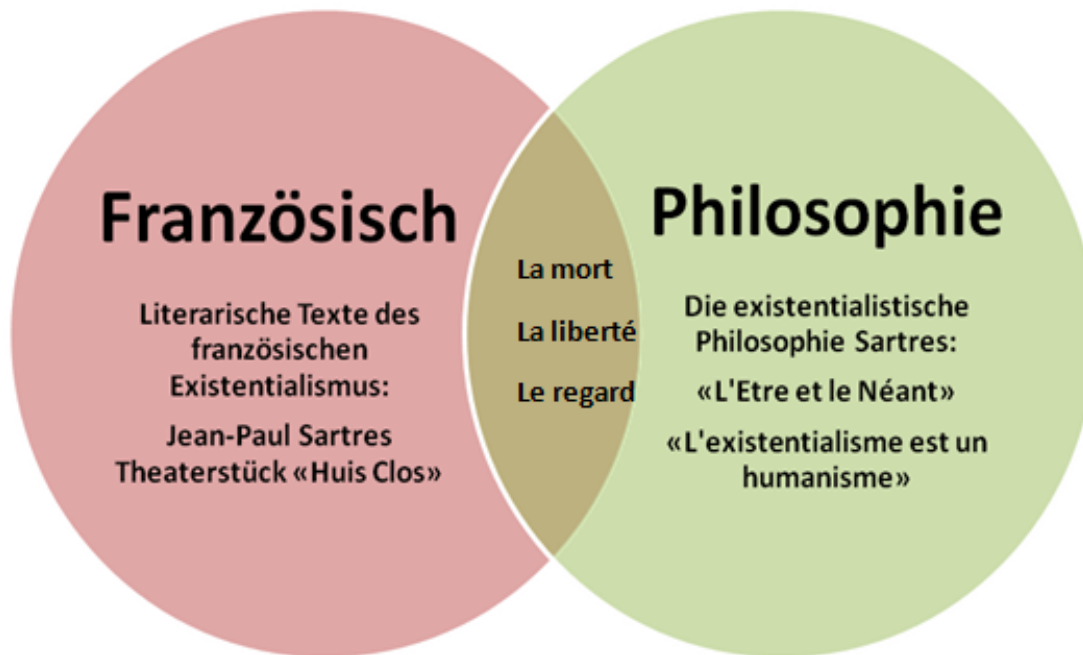 Französisch
Literarische Texte des
französischen
Existentialismus:
Jean-Paul Sartres
Theaterstück «Huis Clos»
La mort
La liberté
Le regard
Philosophie
Die existentialistische
Philosophie Sartres:
«L'Etre et le Néant»
«L'existentialisme est un
humanisme»